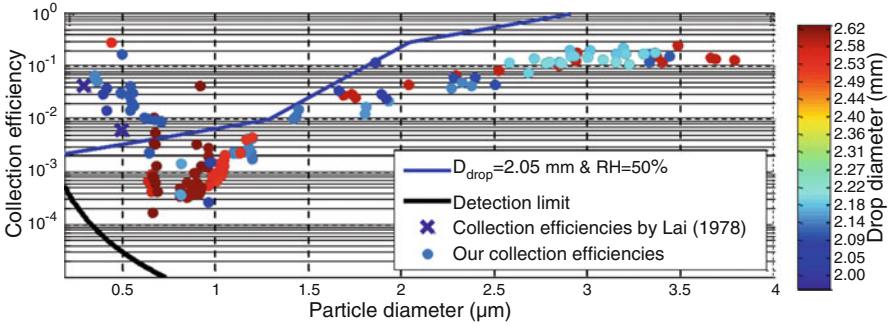 Collection efficiency
10⁰
10⁻¹
10⁻²
10⁻³
10⁻⁴
0.5 1 1.5 2 2.5 3 3.5 4
Particle diameter (µm)
D_drop=2.05 mm & RH=50%
Detection limit
Collection efficiencies by Lai (1978)
Our collection efficiencies
2.62
2.58
2.53
2.49
2.44
2.40
2.36
2.31
2.27
2.22
2.18
2.14
2.09
2.05
2.00
Drop diameter (mm)